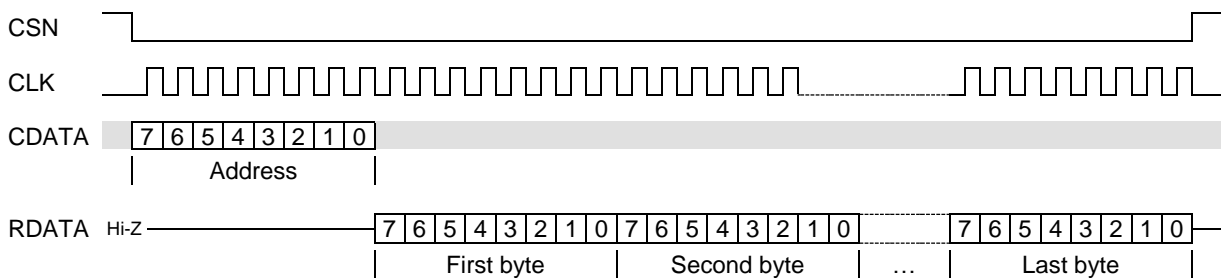 CSN
CLK
CDATA 7 6 5 4 3 2 1 0
Address
RDATA Hi-Z 7 6 5 4 3 2 1 0 7 6 5 4 3 2 1 0 7 6 5 4 3 2 1 0
First byte Second byte … Last byte